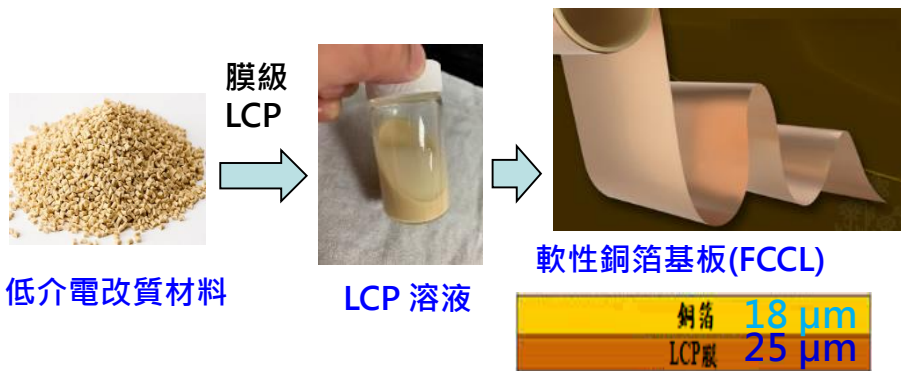 膜級
LCP
低介電改質材料
LCP 溶液
軟性銅箔基板(FCCL)
銅箔 18 μm
LCP膜 25 μm